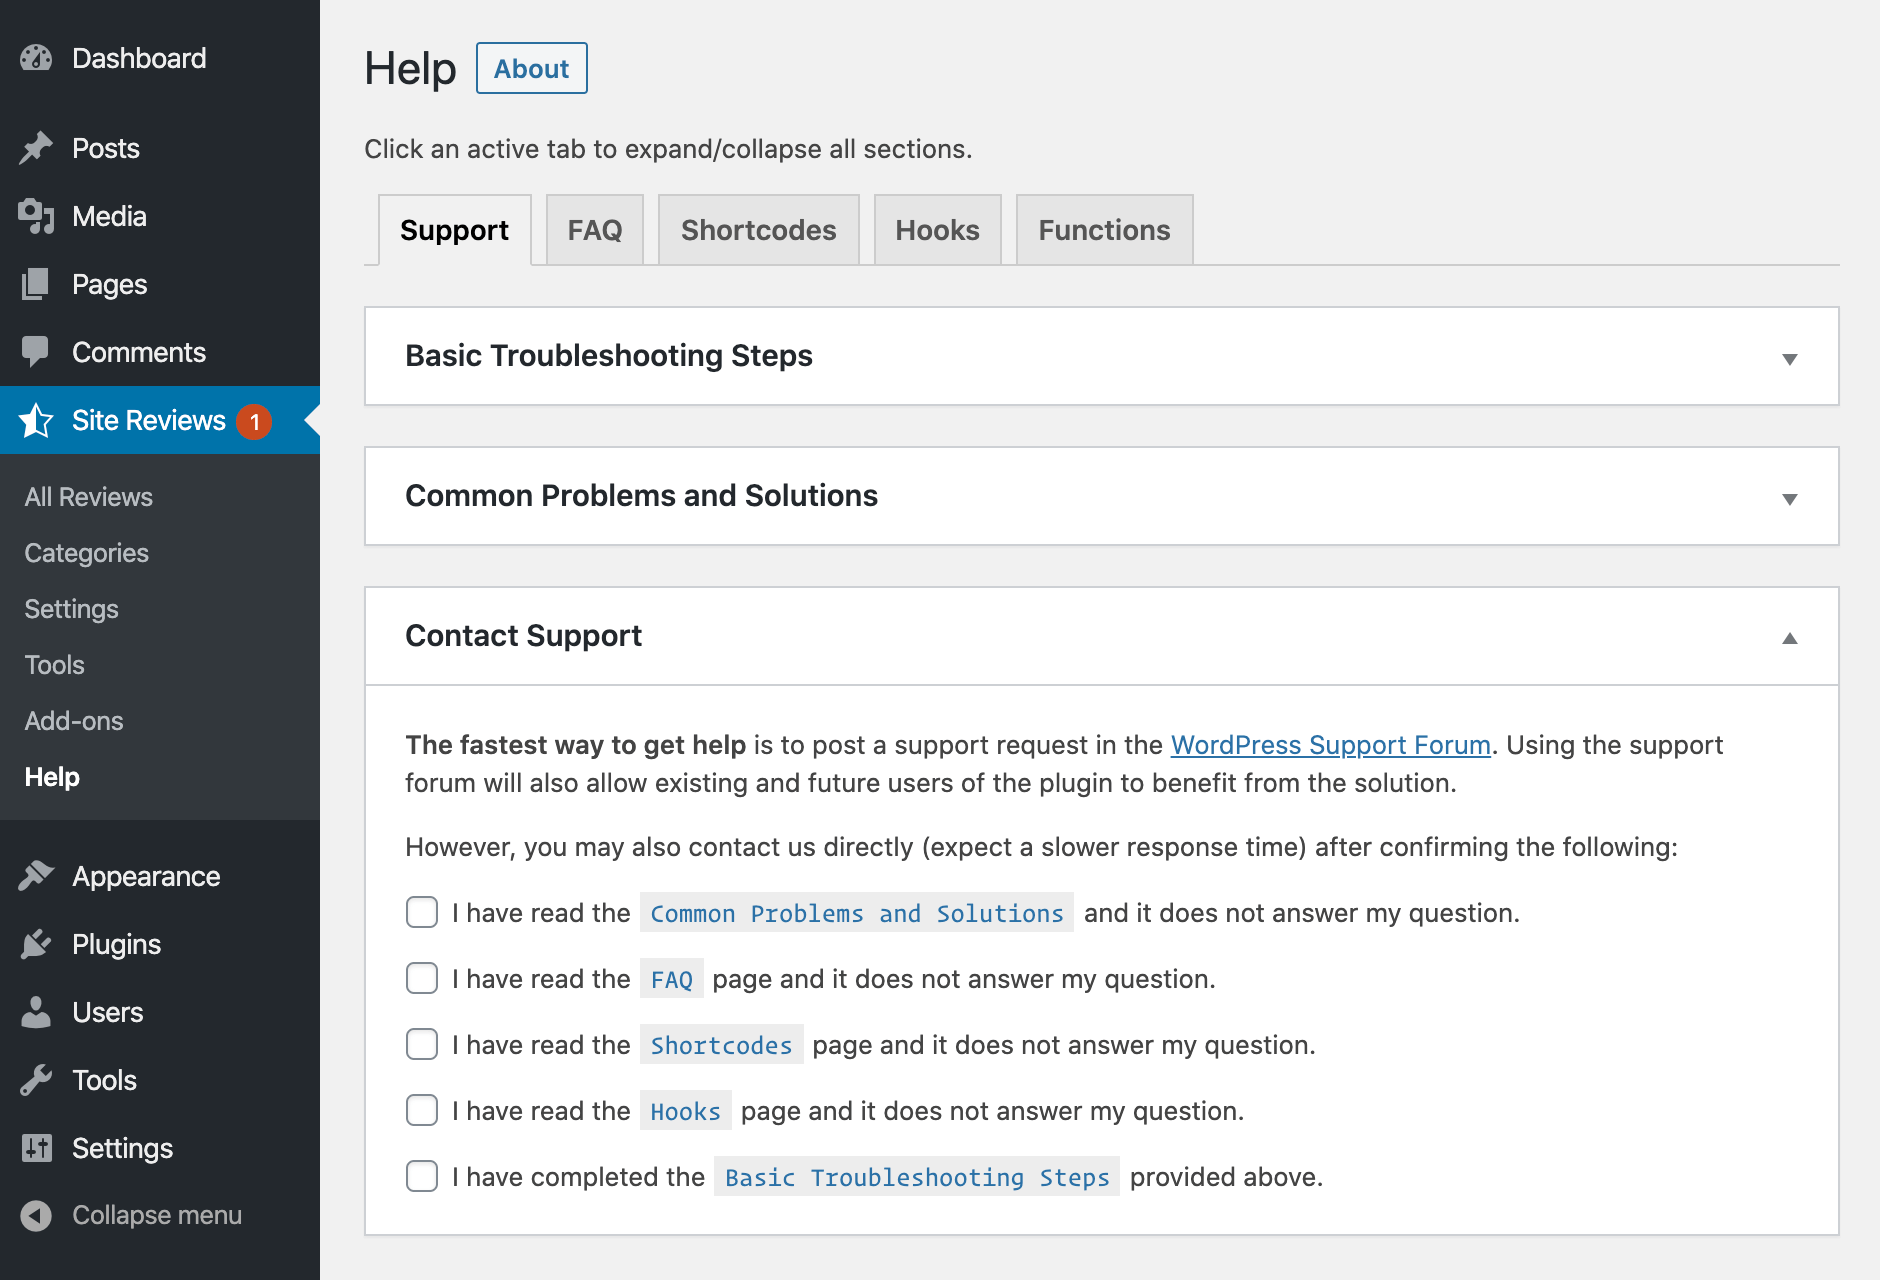 Dashboard
Posts
Media
Pages
Comments
Site Reviews 1
All Reviews
Categories
Settings
Tools
Add-ons
Help
Appearance
Plugins
Users
Tools
Settings
Collapse menu
Help About
Click an active tab to expand/collapse all sections.
Support FAQ Shortcodes Hooks Functions
Basic Troubleshooting Steps
Common Problems and Solutions
Contact Support
The fastest way to get help is to post a support request in the WordPress Support Forum. Using the support
forum will also allow existing and future users of the plugin to benefit from the solution.
However, you may also contact us directly (expect a slower response time) after confirming the following:
I have read the Common Problems and Solutions and it does not answer my question.
I have read the FAQ page and it does not answer my question.
I have read the Shortcodes page and it does not answer my question.
I have read the Hooks page and it does not answer my question.
I have completed the Basic Troubleshooting Steps provided above.